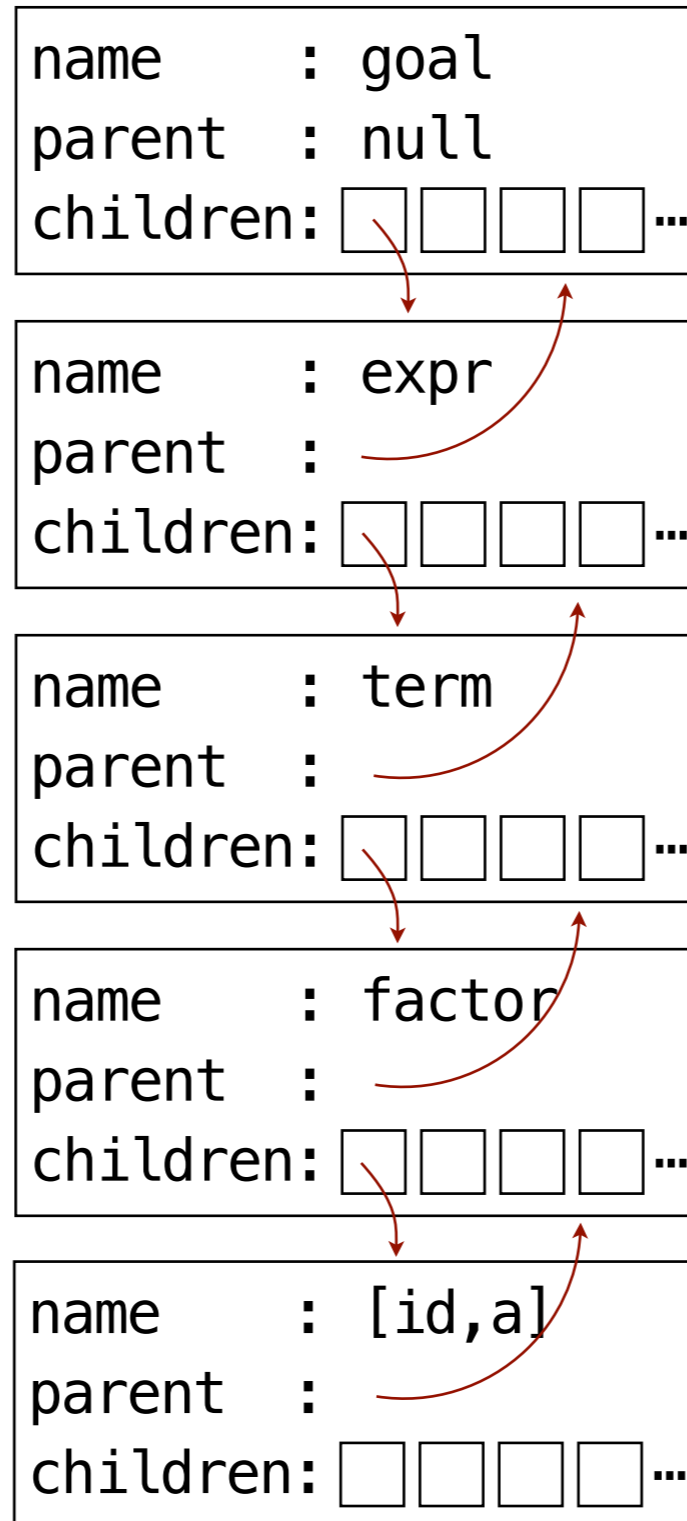 name : goal
parent : null
children: …
name : expr
parent :
children: …
name : term
parent :
children: …
name : factor
parent :
children: …
name : [id,a]
parent :
children: …